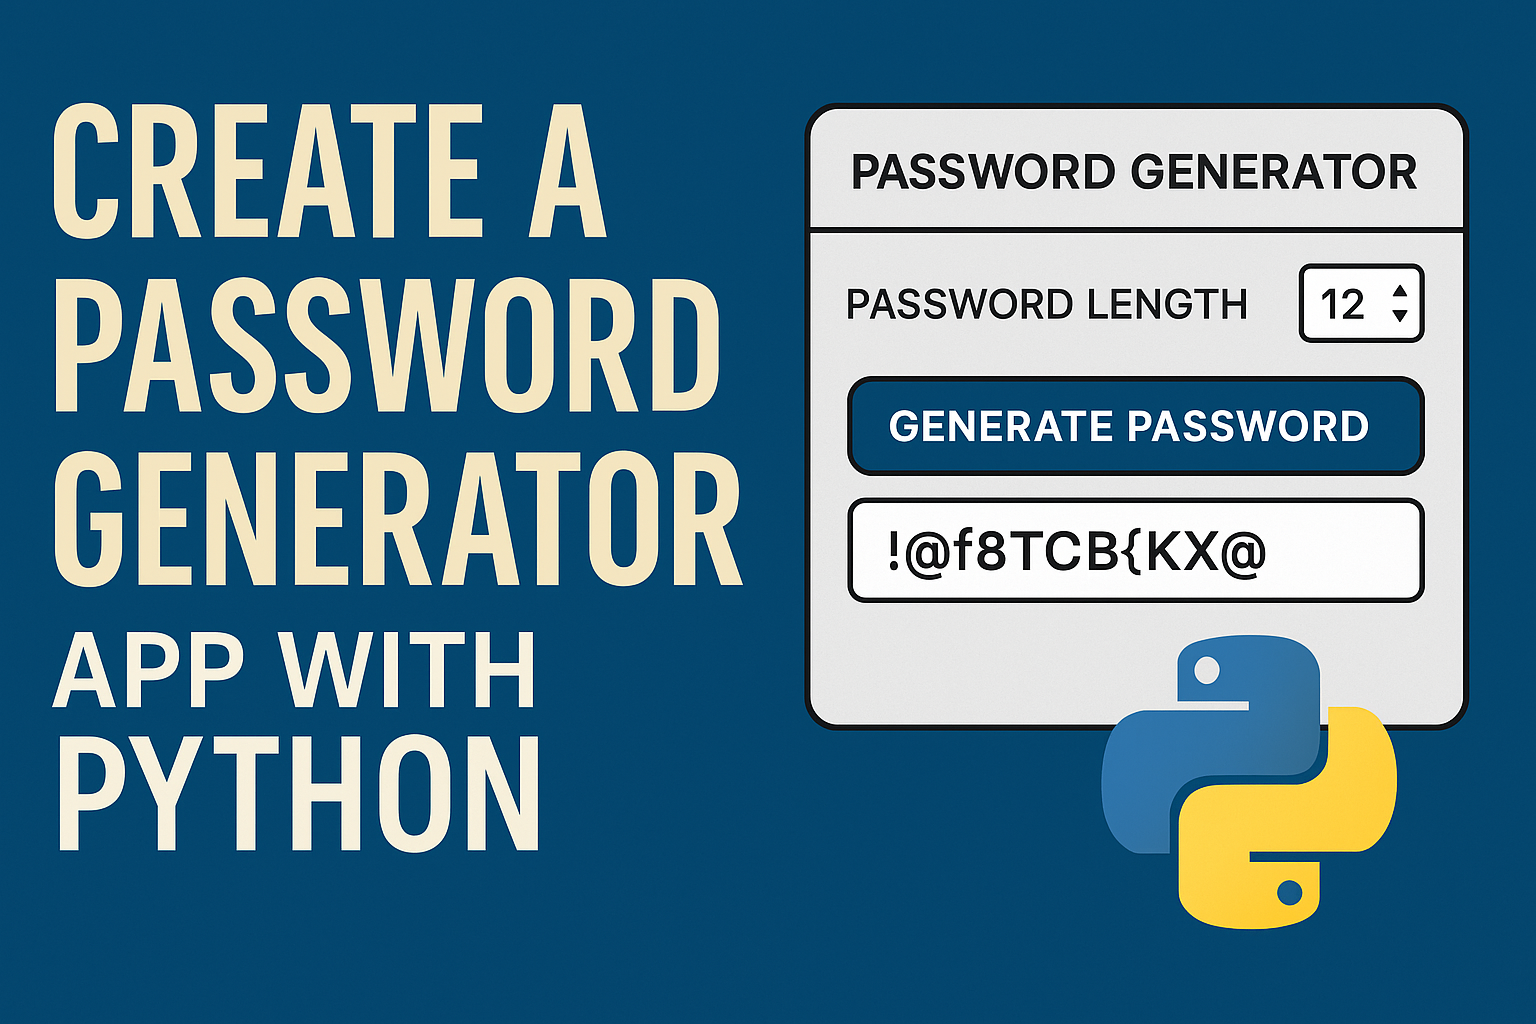 CREATE A
PASSWORD
GENERATOR
APP WITH
PYTHON
PASSWORD GENERATOR
PASSWORD LENGTH 12
GENERATE PASSWORD
!@f8TCB{KX@